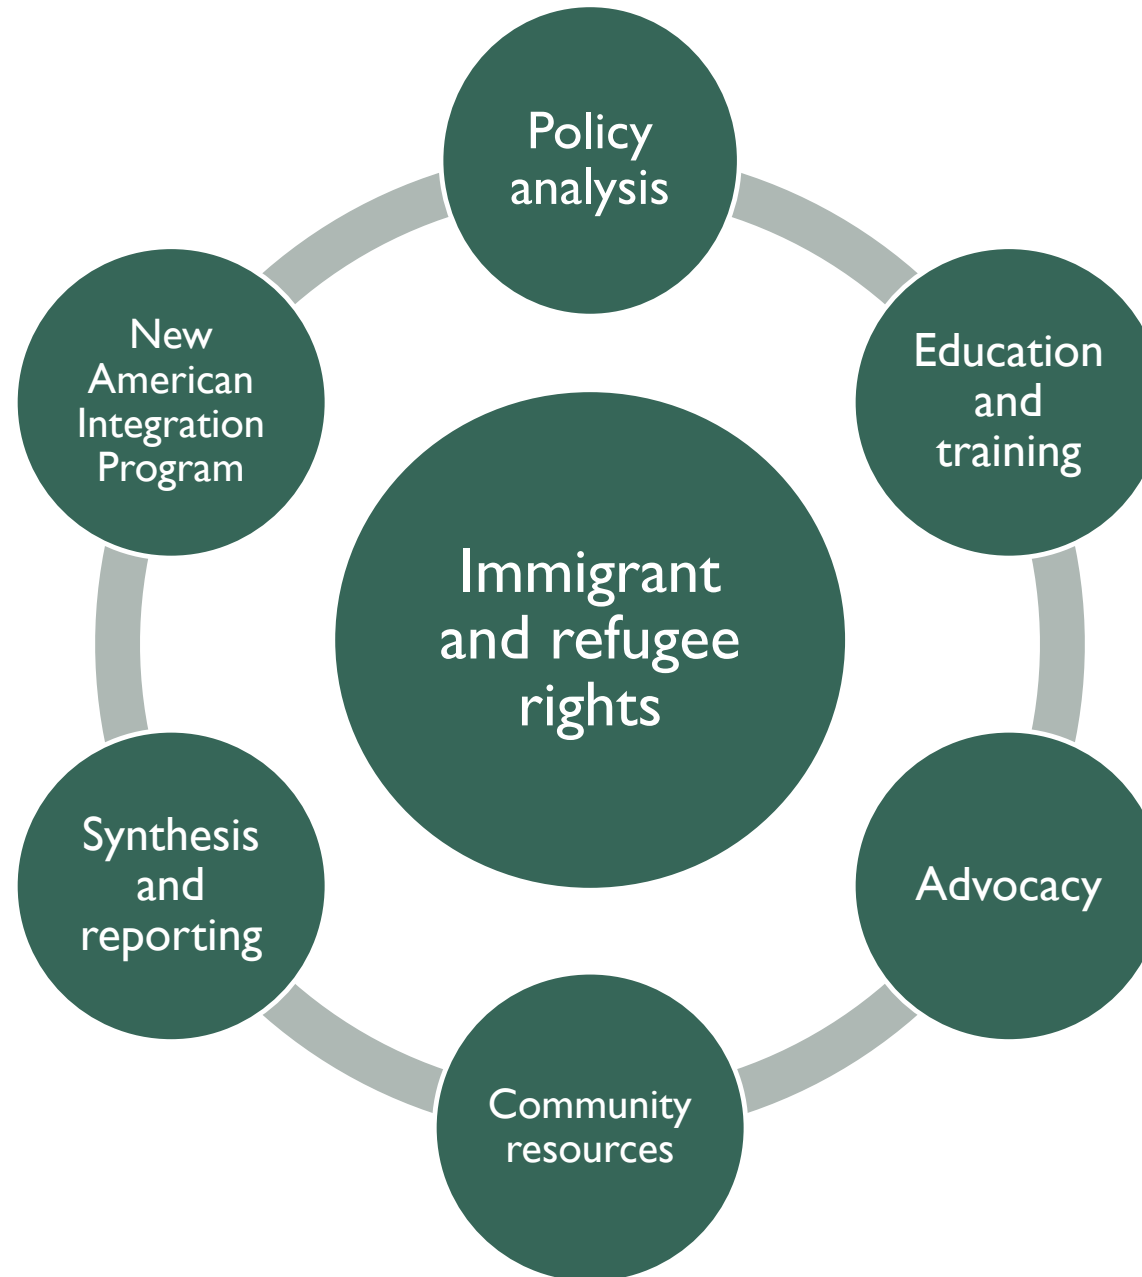 Policy
analysis
Education
and
training
Advocacy
Community
resources
Synthesis
and
reporting
New
American
Integration
Program
Immigrant
and refugee
rights